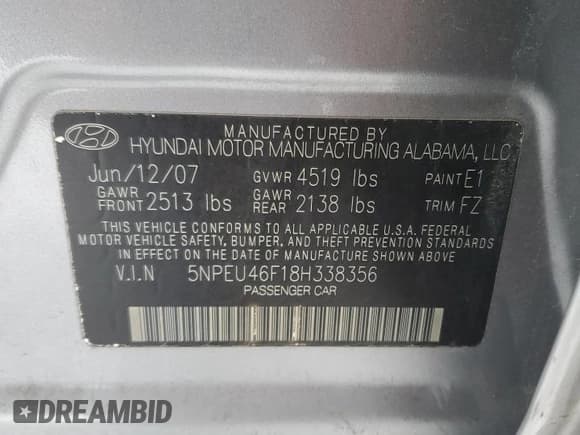 MANUFACTURED BY
HYUNDAI MOTOR MANUFACTURING ALABAMA, LLC
Jun/12/07 GVWR 4519 lbs PAINT E1
GAWR FRONT 2513 lbs GAWR REAR 2138 lbs TRIM FZ
THIS VEHICLE CONFORMS TO ALL APPLICABLE U.S.A. FEDERAL
MOTOR VEHICLE SAFETY, BUMPER, AND THEFT PREVENTION STANDARDS
IN EFFECT ON THE DATE OF MANUFACTURE SHOWN ABOVE
V.I.N 5NPEU46F18H338356
PASSENGER CAR
DREAMBID